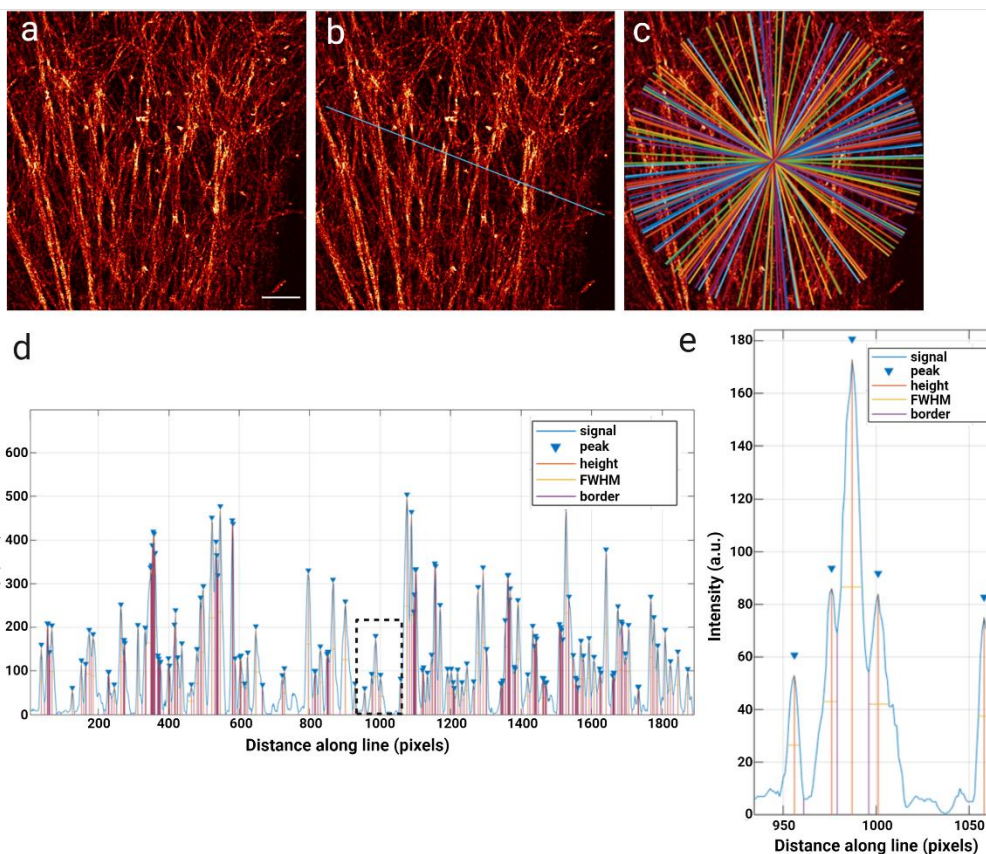 a
b
c
d
signal
peak
height
FWHM
border
600
500
400
300
200
100
0
200
400
600
800
1000
1200
1400
1600
1800
Distance along line (pixels)
e
signal
peak
height
FWHM
border
180
160
140
120
100
80
60
40
20
0
Intensity (a.u.)
950
1000
1050
Distance along line (pixels)